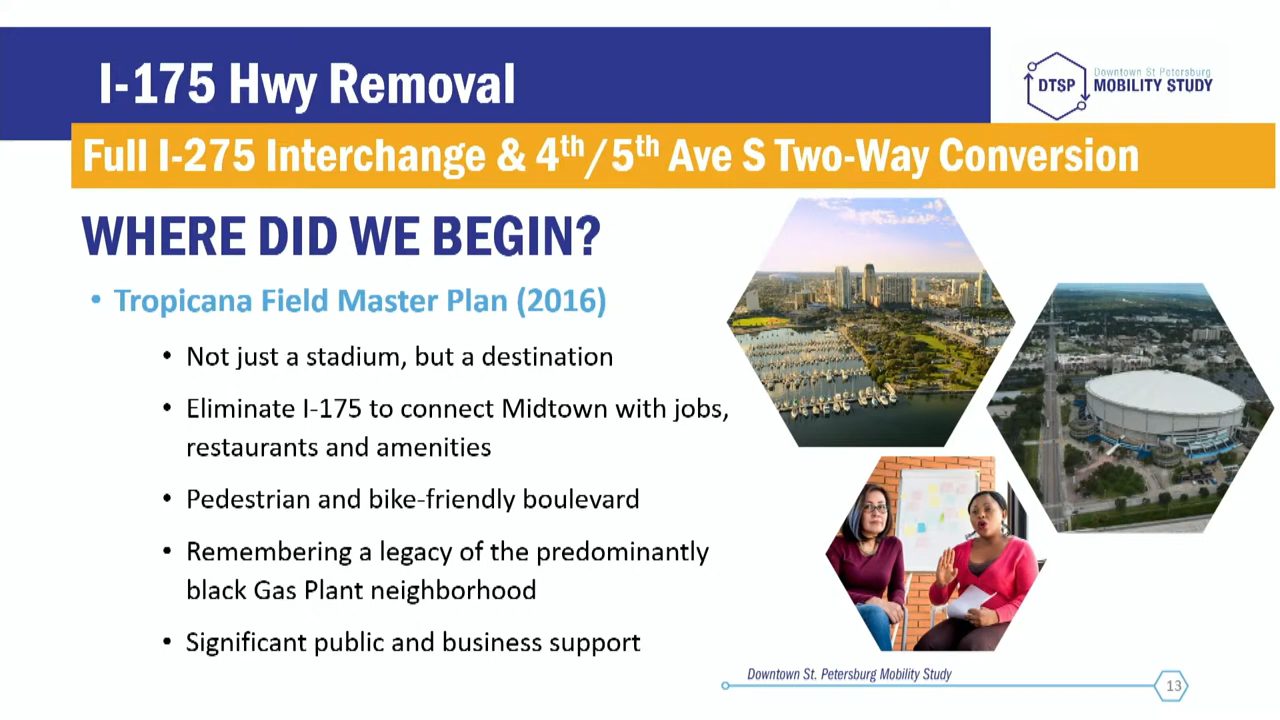 I-175 Hwy Removal
DTSP
Downtown St Petersburg
MOBILITY STUDY
Full I-275 Interchange & 4th/5th Ave S Two-Way Conversion
WHERE DID WE BEGIN?
• Tropicana Field Master Plan (2016)
• Not just a stadium, but a destination
• Eliminate I-175 to connect Midtown with jobs,
restaurants and amenities
• Pedestrian and bike-friendly boulevard
• Remembering a legacy of the predominantly
black Gas Plant neighborhood
• Significant public and business support
Downtown St. Petersburg Mobility Study
13